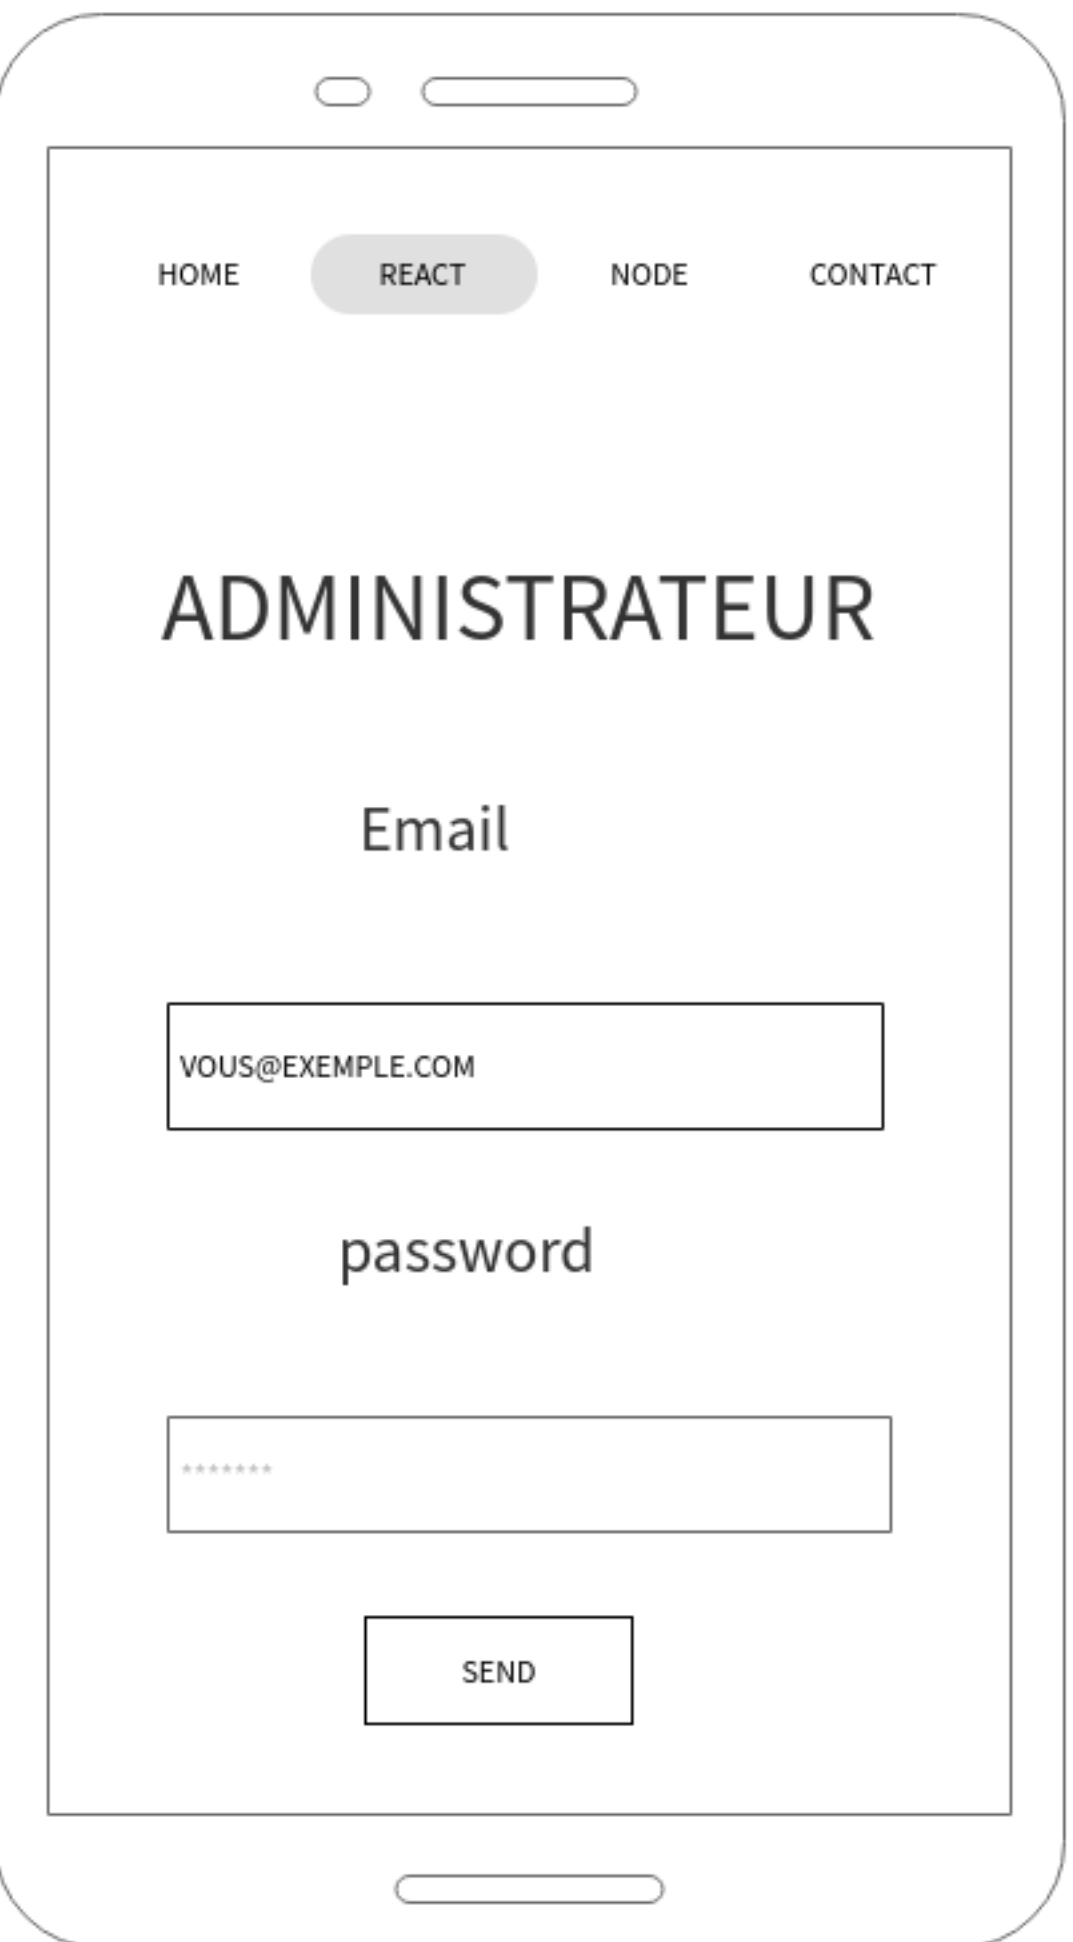 HOME REACT NODE CONTACT
ADMINISTRATEUR
Email
VOUS@EXEMPLE.COM
password
*******
SEND